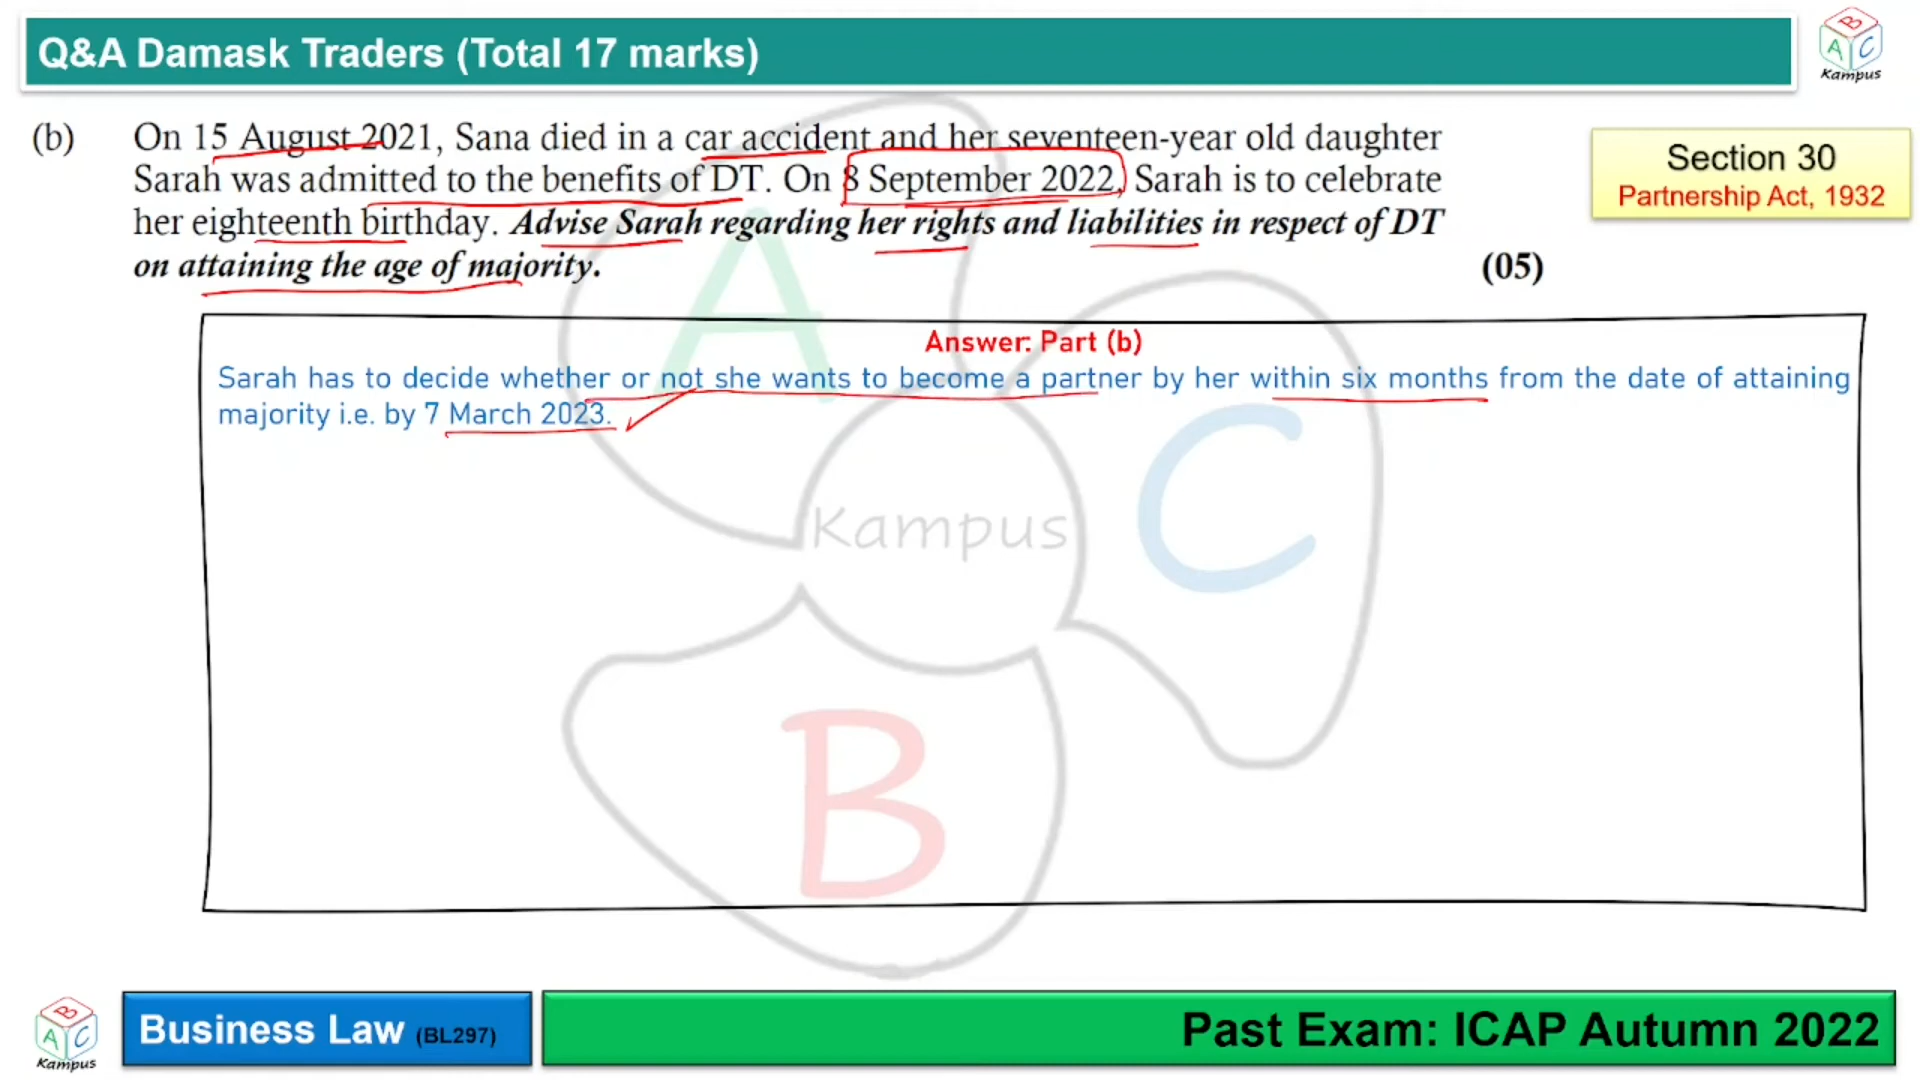 Q&A Damask Traders (Total 17 marks)
B
A C
Kampus
(b) On 15 August 2021, Sana died in a car accident and her seventeen-year old daughter
Sarah was admitted to the benefits of DT. On 8 September 2022, Sarah is to celebrate
her eighteenth birthday. Advise Sarah regarding her rights and liabilities in respect of DT
on attaining the age of majority. (05)
Section 30
Partnership Act, 1932
Answer: Part (b)
Sarah has to decide whether or not she wants to become a partner by her within six months from the date of attaining
majority i.e. by 7 March 2023.
A
C
Kampus
B
B
A C
Kampus
Business Law (BL297)
Past Exam: ICAP Autumn 2022